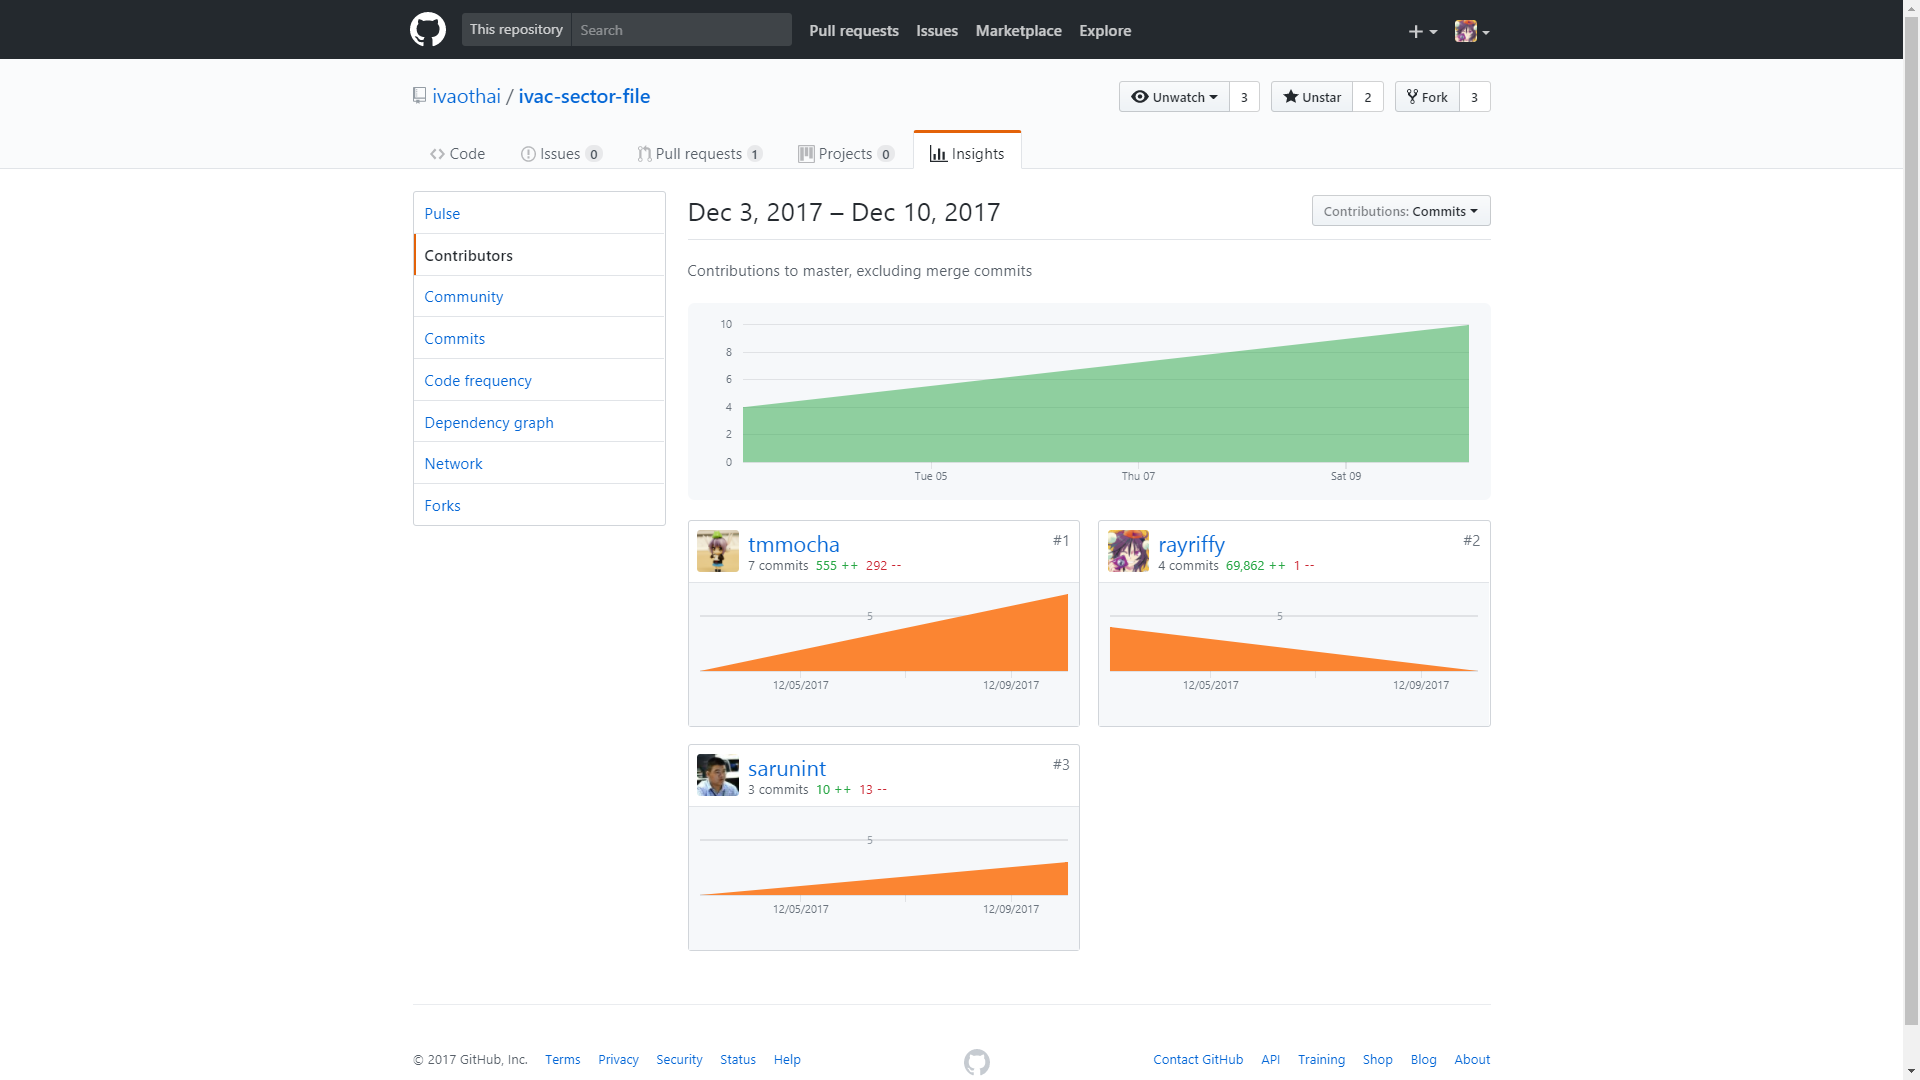 This repository Search Pull requests Issues Marketplace Explore
ivaothai / ivac-sector-file
Unwatch 3 Unstar 2 Fork 3
Code Issues 0 Pull requests 1 Projects 0 Insights
Pulse
Contributors
Community
Commits
Code frequency
Dependency graph
Network
Forks
Dec 3, 2017 – Dec 10, 2017
Contributions: Commits
Contributions to master, excluding merge commits
10
8
6
4
2
0
Tue 05 Thu 07 Sat 09
tmmocha #1
7 commits 555 ++ 292 --
5
12/05/2017 12/09/2017
rayriffy #2
4 commits 69,862 ++ 1 --
5
12/05/2017 12/09/2017
sarunint #3
3 commits 10 ++ 13 --
5
12/05/2017 12/09/2017
© 2017 GitHub, Inc. Terms Privacy Security Status Help Contact GitHub API Training Shop Blog About